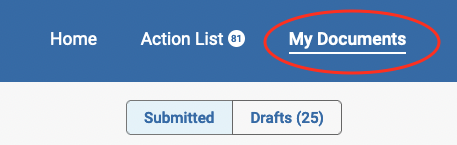 Home Action List 81 My Documents
Submitted Drafts (25)